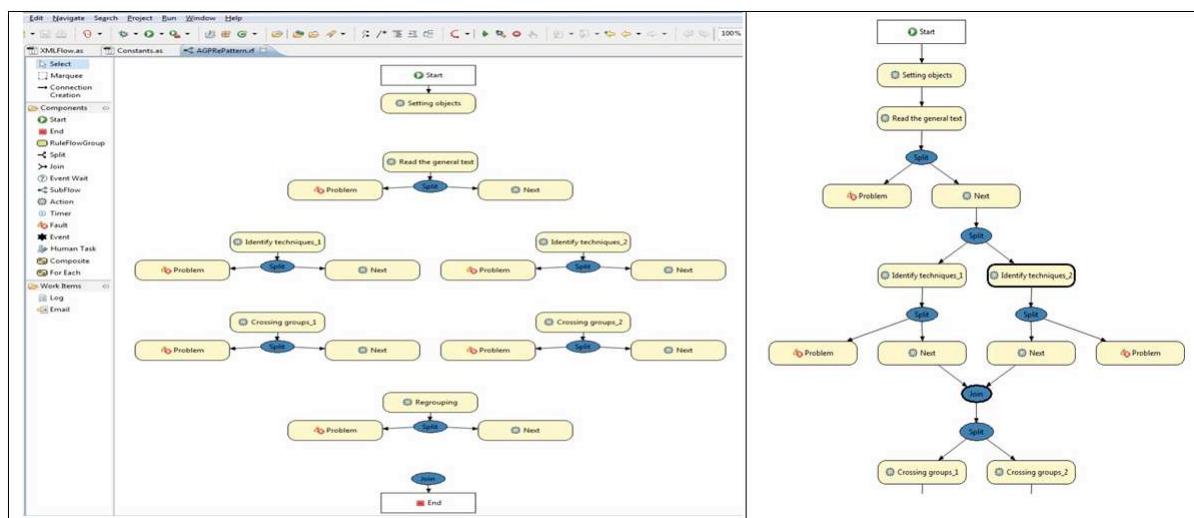 Edit Navigate Search Project Run Window Help
100%
XMLFlow.as Constants.as AGPRePattern.rf
Select
Marquee
Connection
Creation
Components
Start
End
RuleFlowGroup
Split
Join
Event Wait
SubFlow
Action
Timer
Fault
Event
Human Task
Composite
For Each
Work Items
Log
Email
Start
Setting objects
Read the general text
Problem Split Next
Identify techniques_1 Identify techniques_2
Problem Split Next Problem Split Next
Crossing groups_1 Crossing groups_2
Problem Split Next Problem Split Next
Regrouping
Problem Split Next
Join
End
Start
Setting objects
Read the general text
Split
Problem Next
Split
Identify techniques_1 Identify techniques_2
Split Split
Problem Next Next Problem
Join
Split
Crossing groups_1 Crossing groups_2